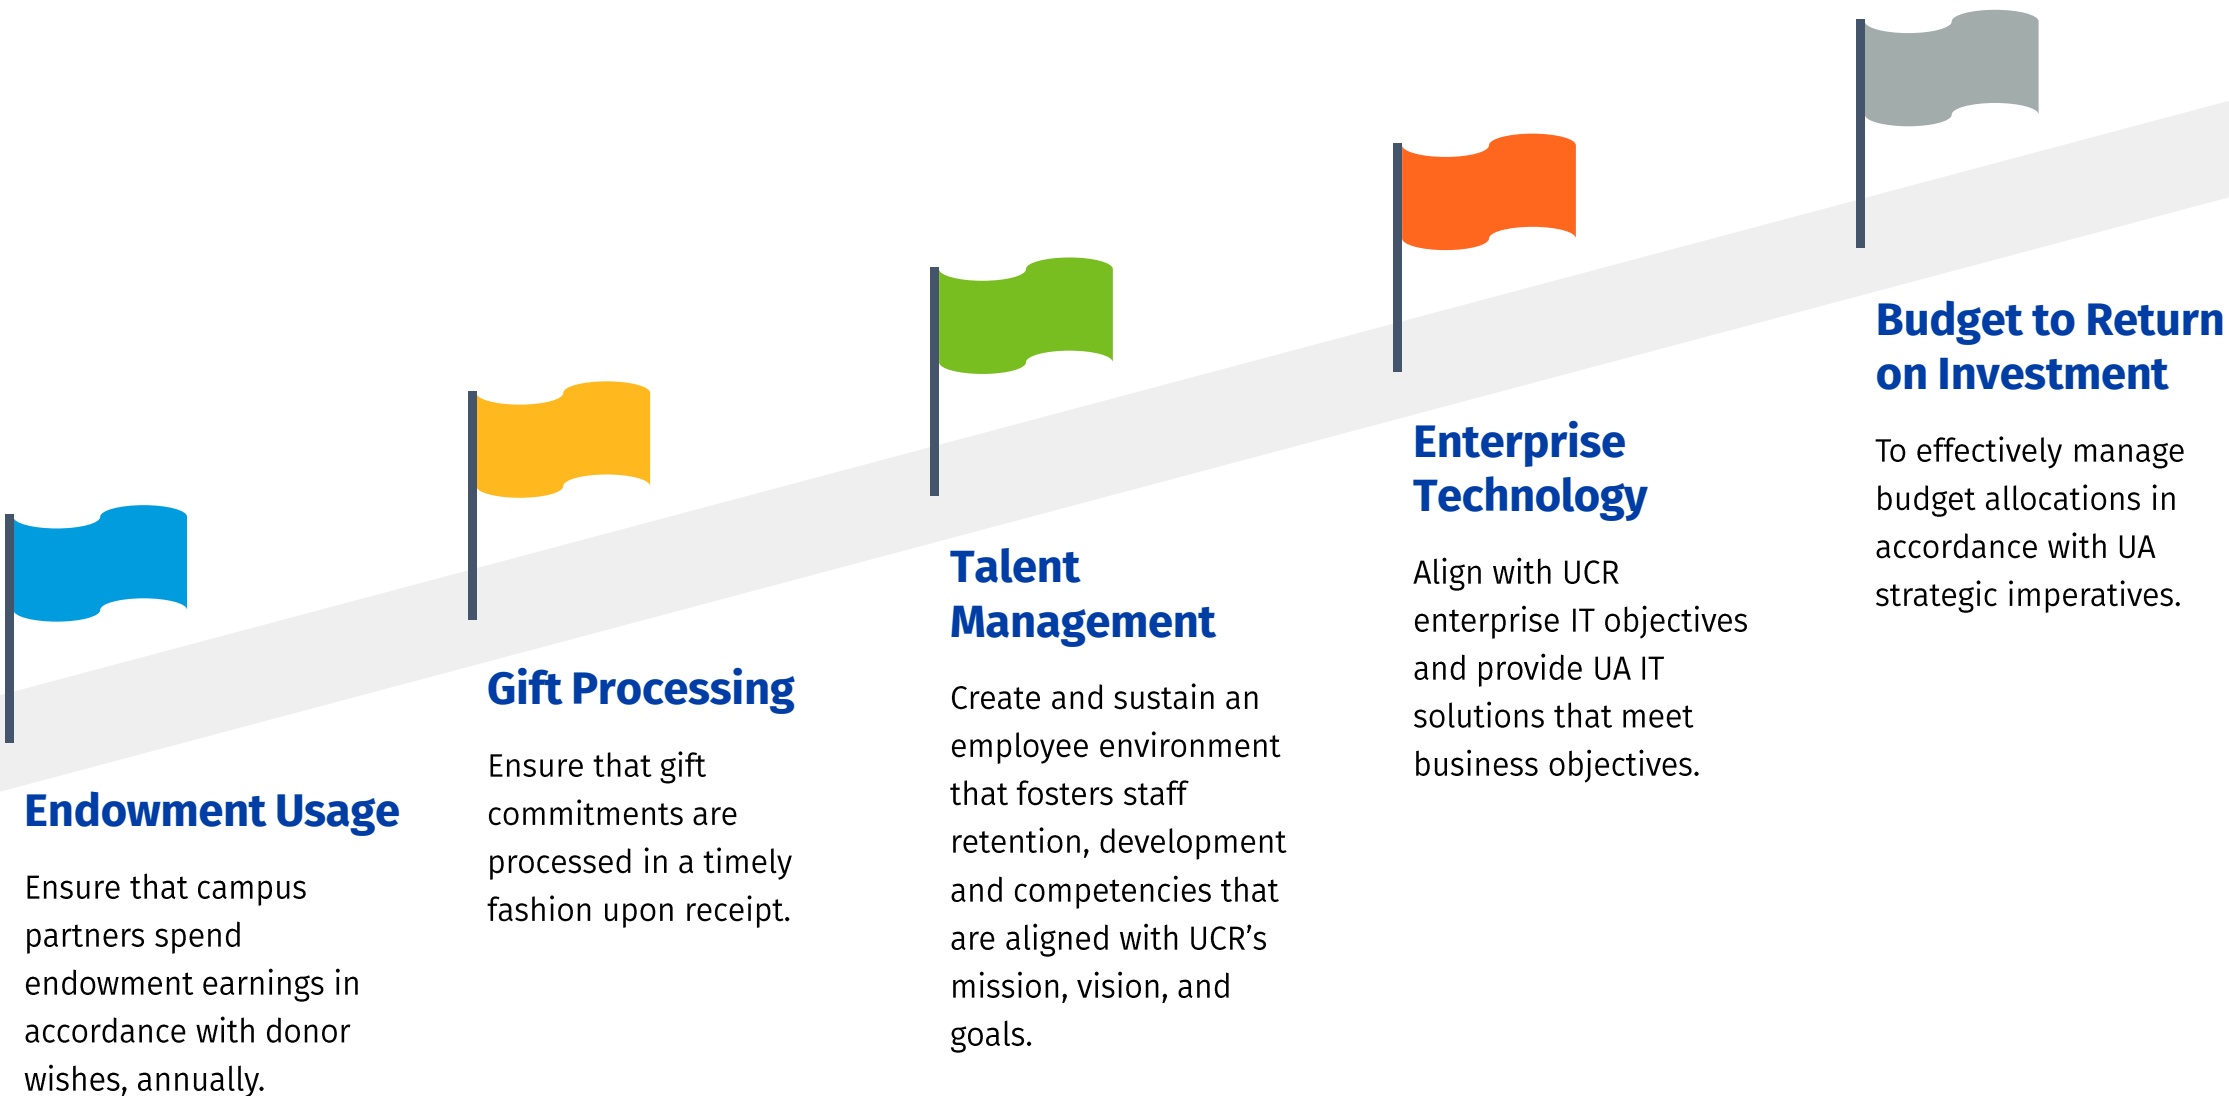 Endowment Usage
Ensure that campus
partners spend
endowment earnings in
accordance with donor
wishes, annually.
Gift Processing
Ensure that gift
commitments are
processed in a timely
fashion upon receipt.
Talent
Management
Create and sustain an
employee environment
that fosters staff
retention, development
and competencies that
are aligned with UCR’s
mission, vision, and
goals.
Enterprise
Technology
Align with UCR
enterprise IT objectives
and provide UA IT
solutions that meet
business objectives.
Budget to Return
on Investment
To effectively manage
budget allocations in
accordance with UA
strategic imperatives.